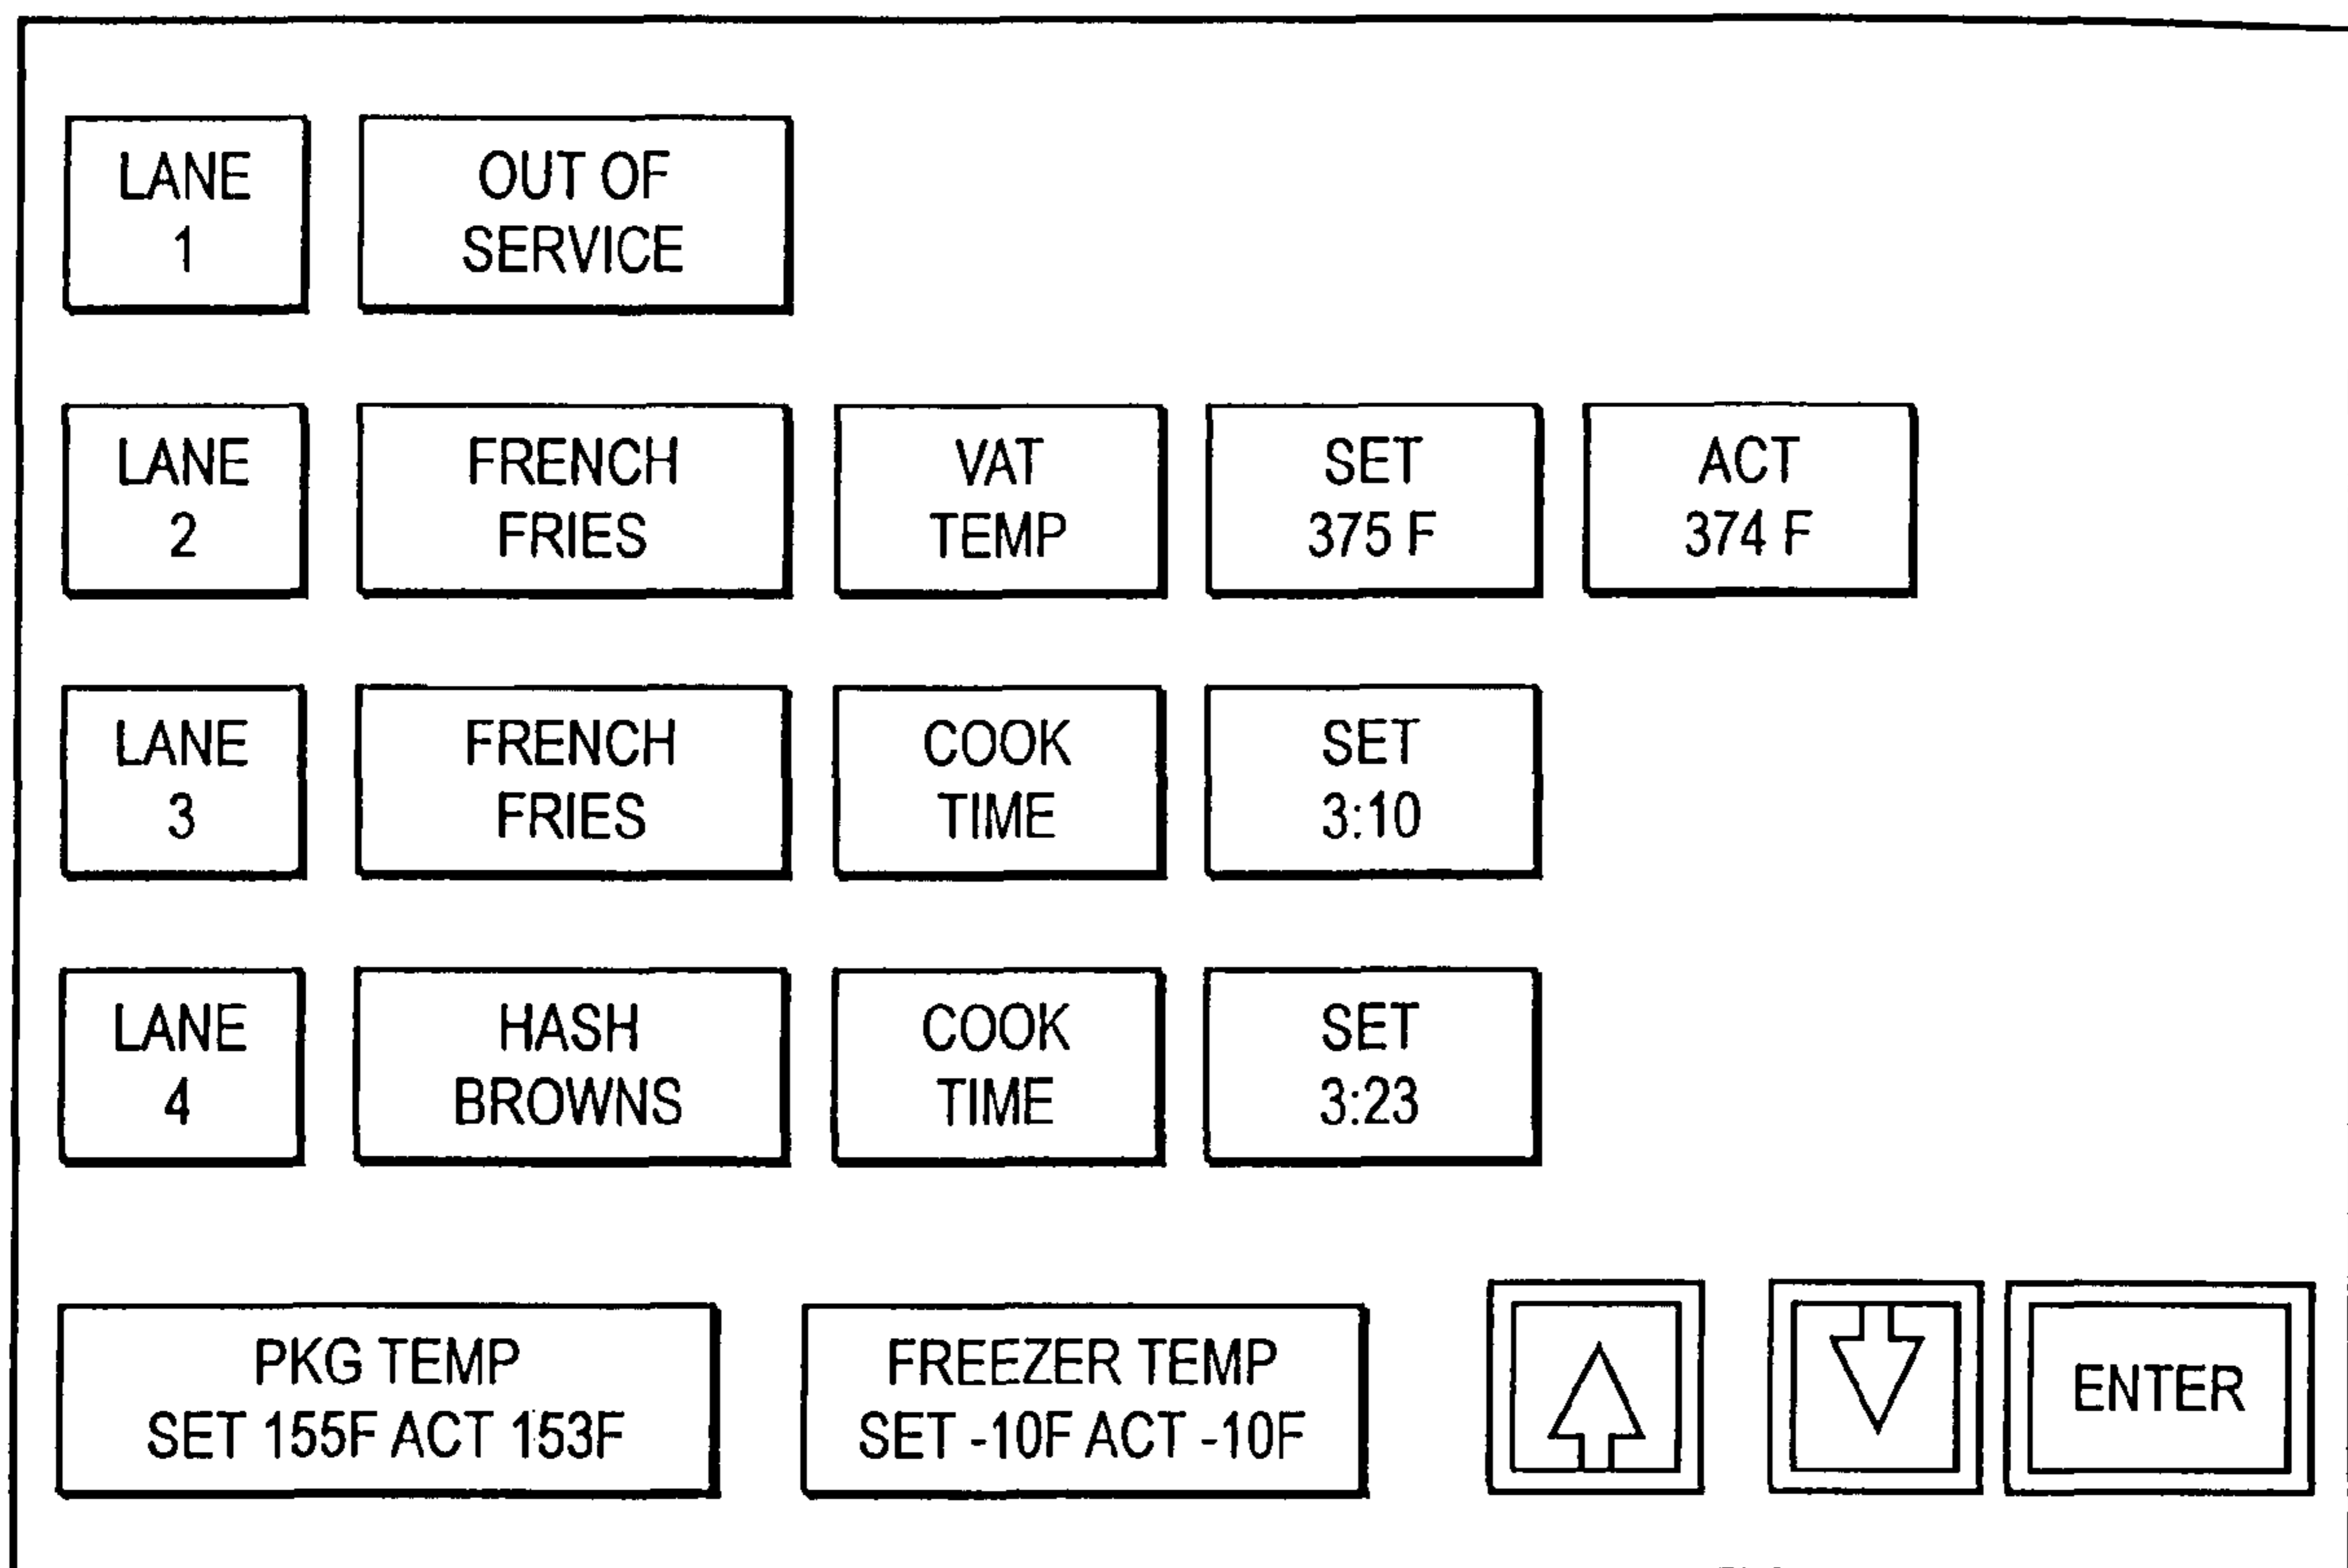 LANE
1
OUT OF
SERVICE
LANE
2
FRENCH
FRIES
VAT
TEMP
SET
375 F
ACT
374 F
LANE
3
FRENCH
FRIES
COOK
TIME
SET
3:10
LANE
4
HASH
BROWNS
COOK
TIME
SET
3:23
PKG TEMP
SET 155F ACT 153F
FREEZER TEMP
SET -10F ACT -10F
ENTER